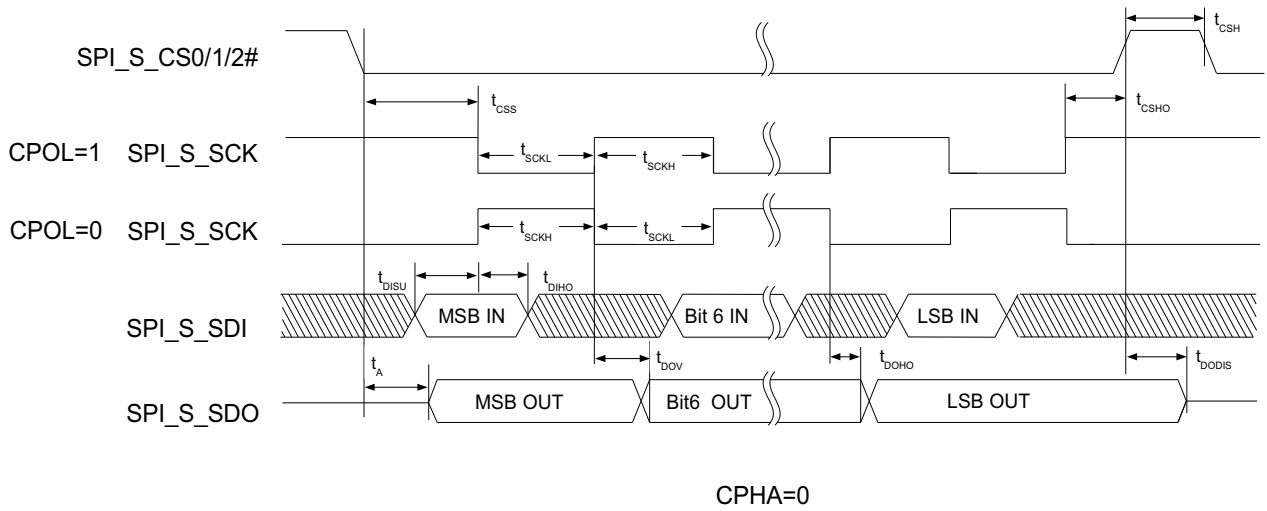 t_CSH
SPI_S_CS0/1/2#
t_CSS
t_CSHO
CPOL=1 SPI_S_SCK
t_SCKL
t_SCKH
CPOL=0 SPI_S_SCK
t_SCKH
t_SCKL
t_DISU
t_DIHO
SPI_S_SDI
MSB IN
Bit 6 IN
LSB IN
t_A
t_DOV
t_DOHO
t_DODIS
SPI_S_SDO
MSB OUT
Bit6 OUT
LSB OUT
CPHA=0